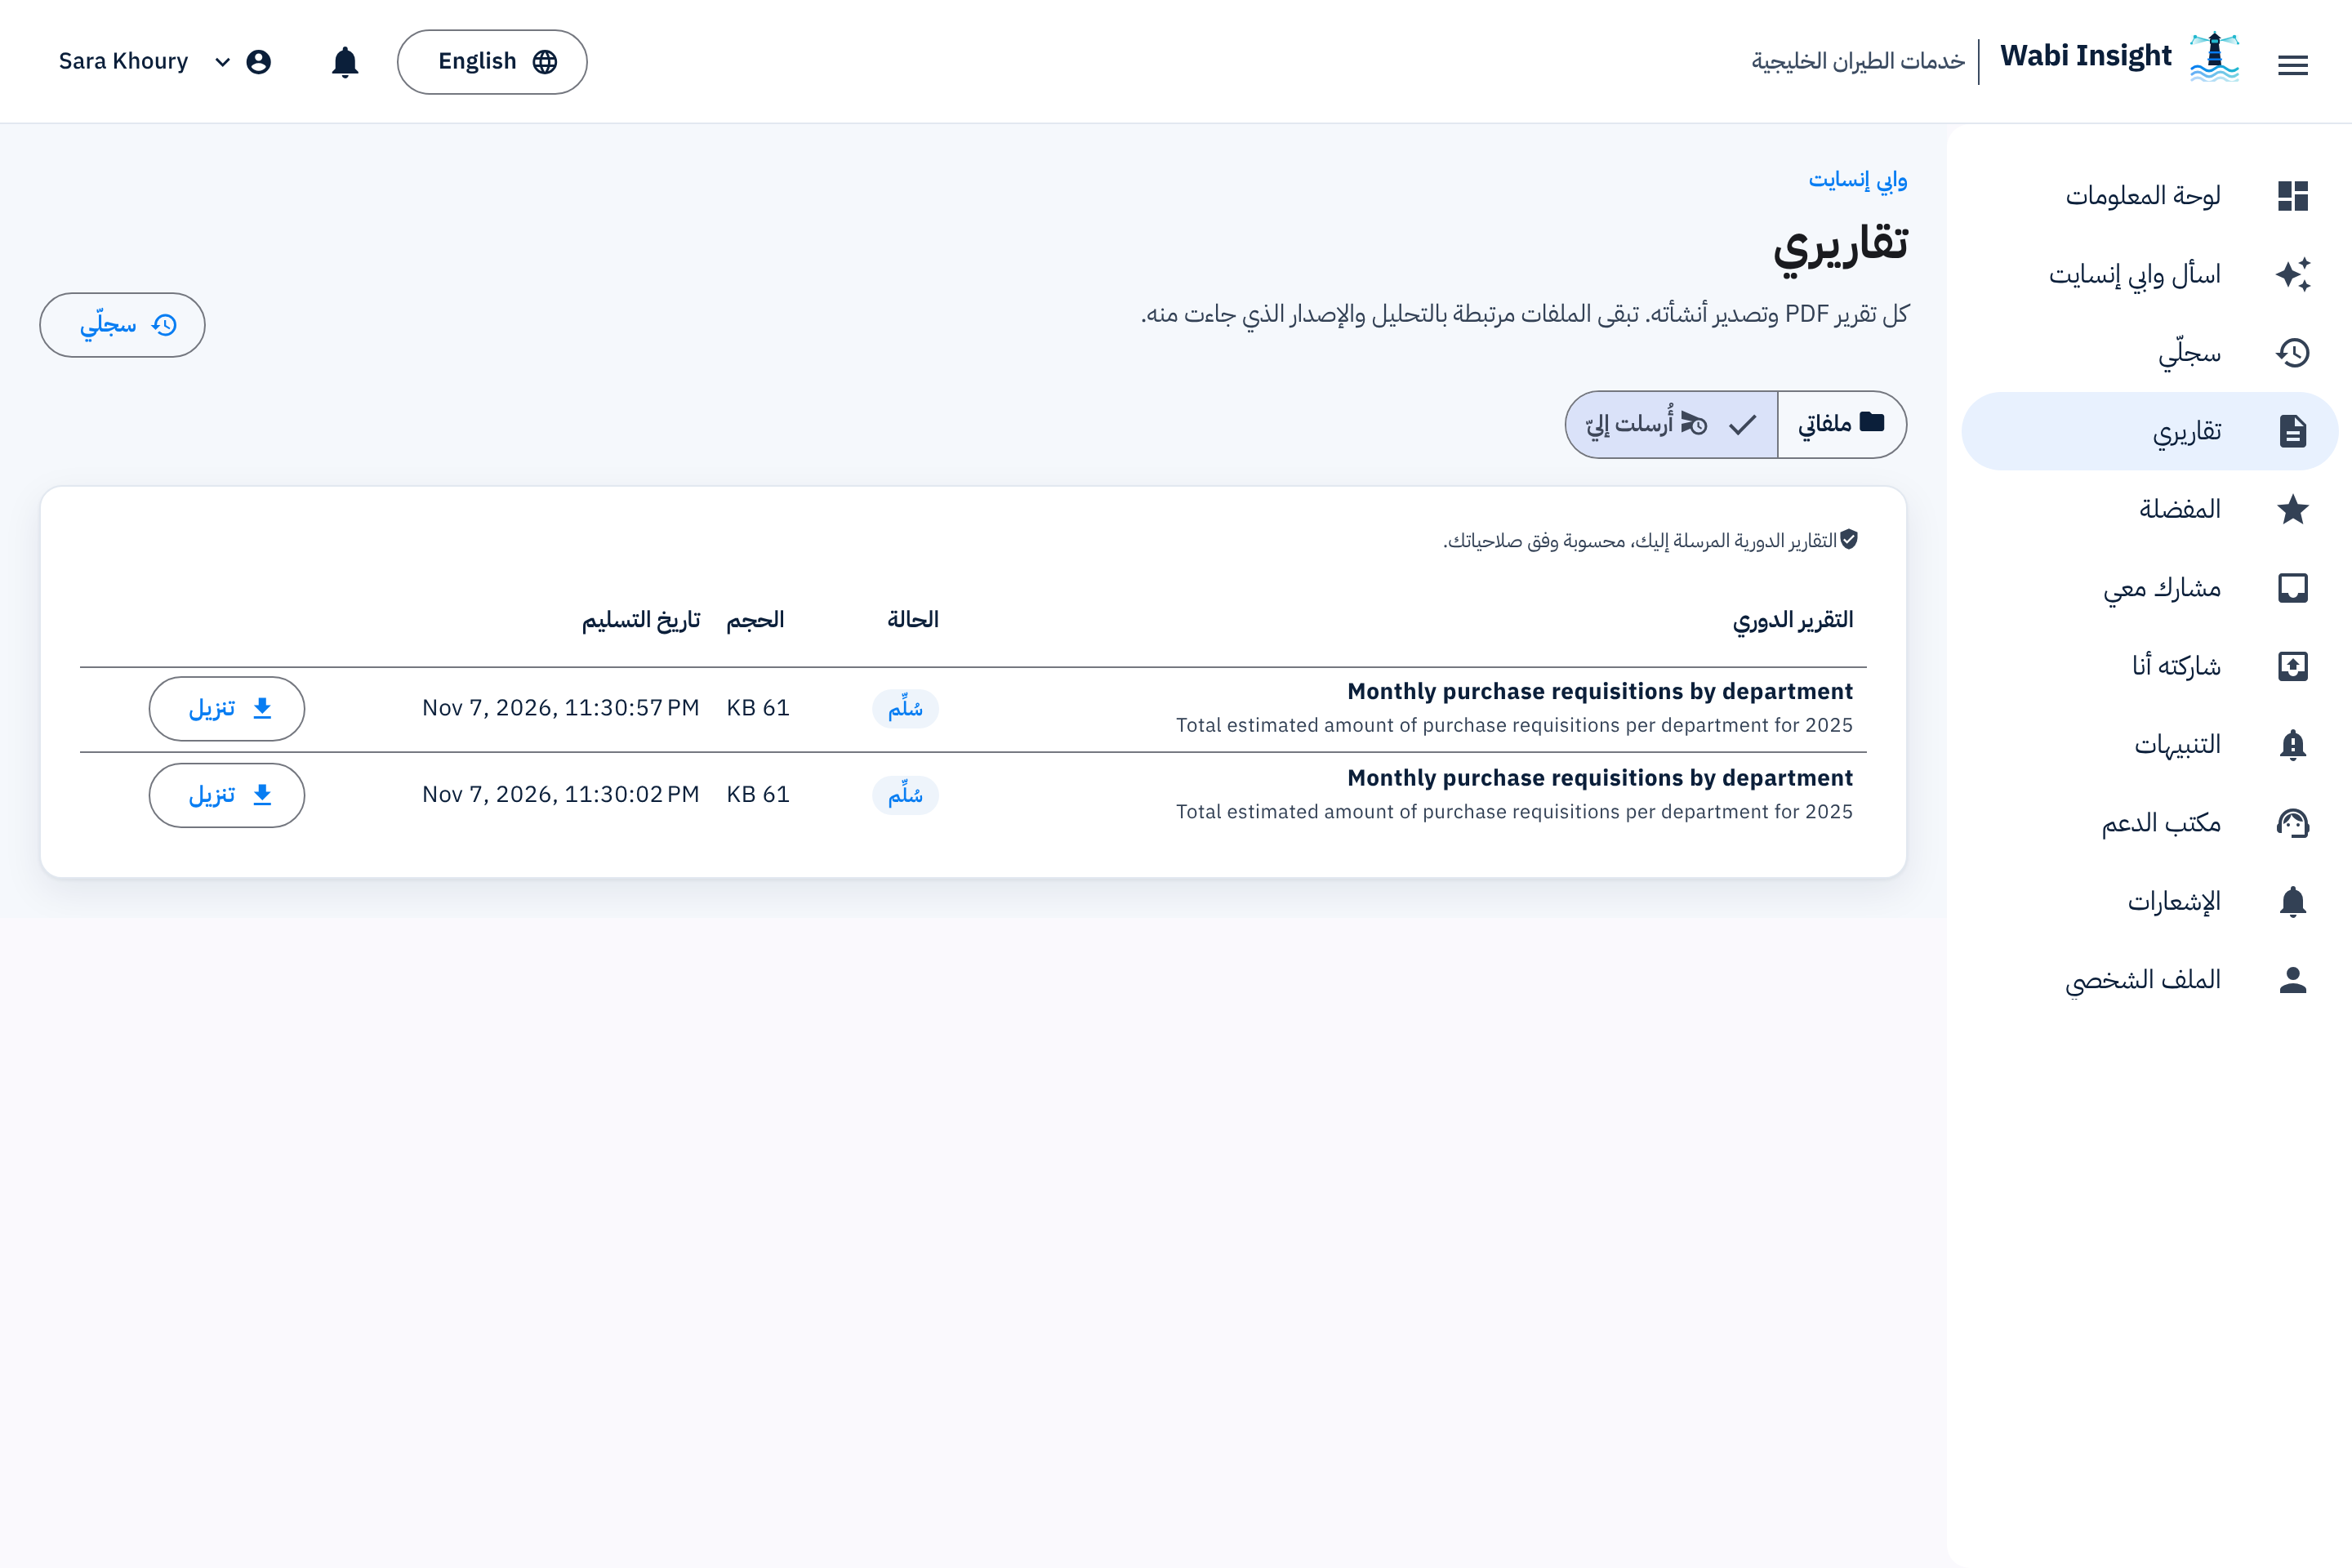 Wabi Insight
خدمات الطيران الخليجية
English
Sara Khoury
لوحة المعلومات
اسأل وابي إنسايت
سجلّي
تقاريري
المفضلة
مشارك معي
شاركته أنا
التنبيهات
مكتب الدعم
الإشعارات
الملف الشخصي
وابي إنسايت
تقاريري
كل تقرير PDF وتصدير أنشأته. تبقى الملفات مرتبطة بالتحليل والإصدار الذي جاءت منه.
سجلّي
ملفاتي
أُرسلت إليّ
التقارير الدورية المرسلة إليك، محسوبة وفق صلاحياتك.
التقرير الدوري الحالة الحجم تاريخ التسليم
Monthly purchase requisitions by department
Total estimated amount of purchase requisitions per department for 2025
سُلِّم
KB 61
Nov 7, 2026, 11:30:57 PM
تنزيل
Monthly purchase requisitions by department
Total estimated amount of purchase requisitions per department for 2025
سُلِّم
KB 61
Nov 7, 2026, 11:30:02 PM
تنزيل